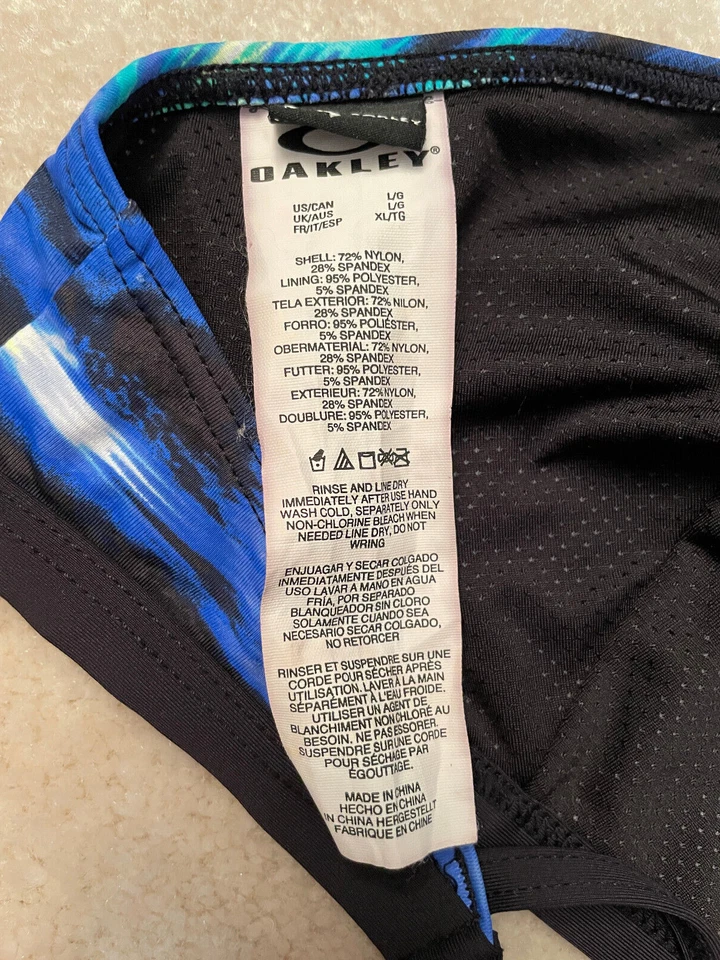 OAKLEY®
US/CAN L/G
UK/AUS L/G
FR/IT/ESP XL/TG
SHELL: 72% NYLON,
28% SPANDEX
LINING: 95% POLYESTER,
5% SPANDEX
TELA EXTERIOR: 72% NILON,
28% SPANDEX
FORRO: 95% POLIÉSTER,
5% SPANDEX
OBERMATERIAL: 72% NYLON,
28% SPANDEX
FUTTER: 95% POLYESTER,
5% SPANDEX
EXTERIEUR: 72% NYLON,
28% SPANDEX
DOUBLURE: 95% POLYESTER,
5% SPANDEX
RINSE AND LINE DRY
IMMEDIATELY AFTER USE HAND
WASH COLD, SEPARATELY ONLY
NON-CHLORINE BLEACH WHEN
NEEDED LINE DRY, DO NOT
WRING
ENJUAGAR Y SECAR COLGADO
INMEDIATAMENTE DESPUÉS DEL
USO LAVAR A MANO EN AGUA
FRÍA, POR SEPARADO
BLANQUEADOR SIN CLORO
SOLAMENTE CUANDO SEA
NECESARIO SECAR COLGADO,
NO RETORCER
RINSER ET SUSPENDRE SUR UNE
CORDE POUR SÉCHER APRÈS
UTILISATION. LAVER À LA MAIN
SÉPARÉMENT À L'EAU FROIDE.
UTILISER UN AGENT DE
BLANCHIMENT NON CHLORÉ AU
BESOIN. NE PAS ESSORER.
SUSPENDRE SUR UNE CORDE
POUR SÉCHAGE PAR
ÉGOUTTAGE.
MADE IN CHINA
HECHO EN CHINA
IN CHINA HERGESTELLT
FABRIQUE EN CHINE